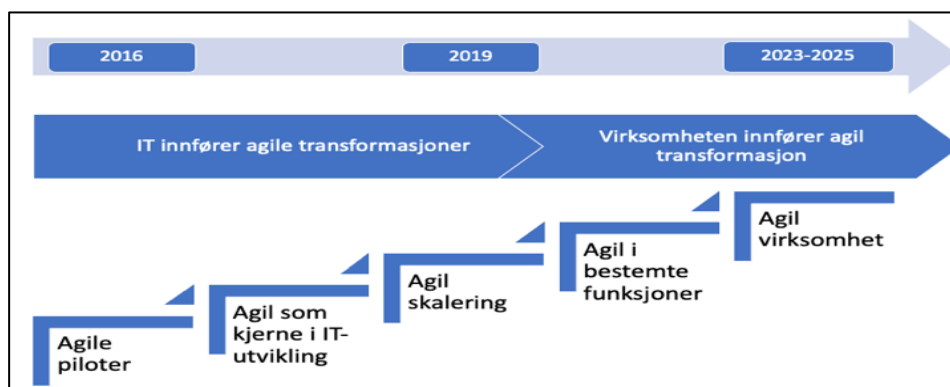 2016
2019
2023-2025
IT innfører agile transformasjoner
Virksomheten innfører agil
transformasjon
Agile
piloter
Agil som
kjerne i IT-
utvikling
Agil
skalering
Agil i
bestemte
funksjoner
Agil
virksomhet